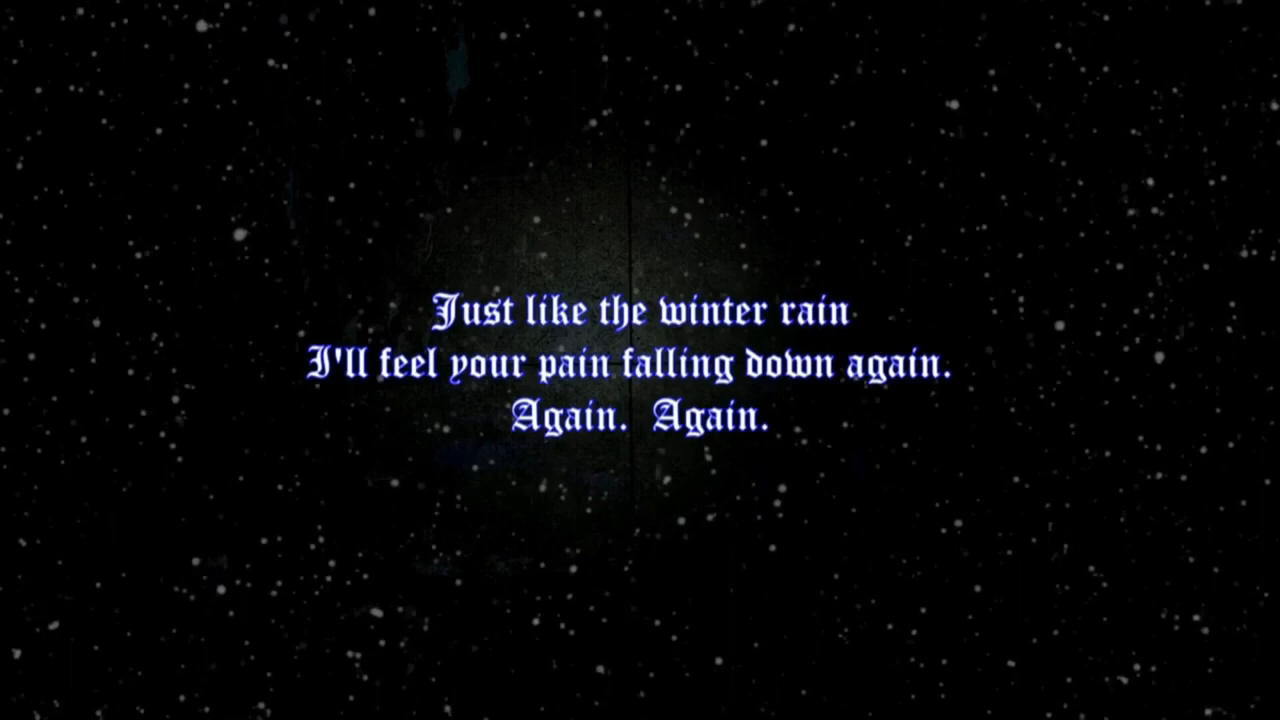 Just like the winter rain
I'll feel your pain falling down again.
Again.  Again.